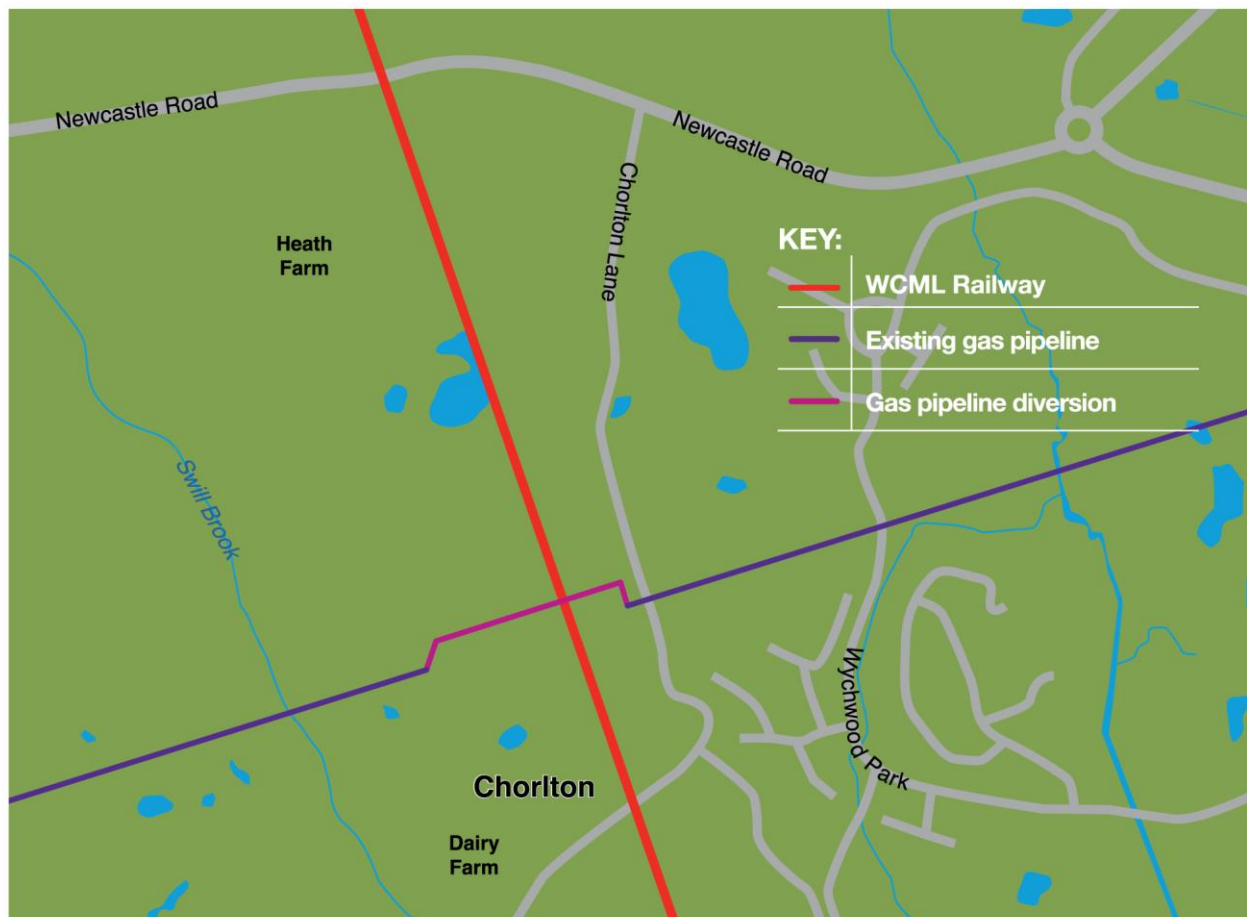 Newcastle Road
Newcastle Road
Chorlton Lane
Heath
Farm
KEY:
WCML Railway
Existing gas pipeline
Gas pipeline diversion
Swill Brook
Wychwood Park
Chorlton
Dairy
Farm